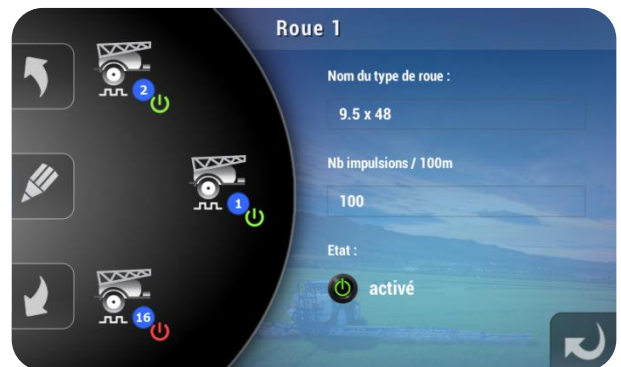 Roue 1
2
1
16
Nom du type de roue :
9.5 x 48
Nb impulsions / 100m
100
Etat :
activé